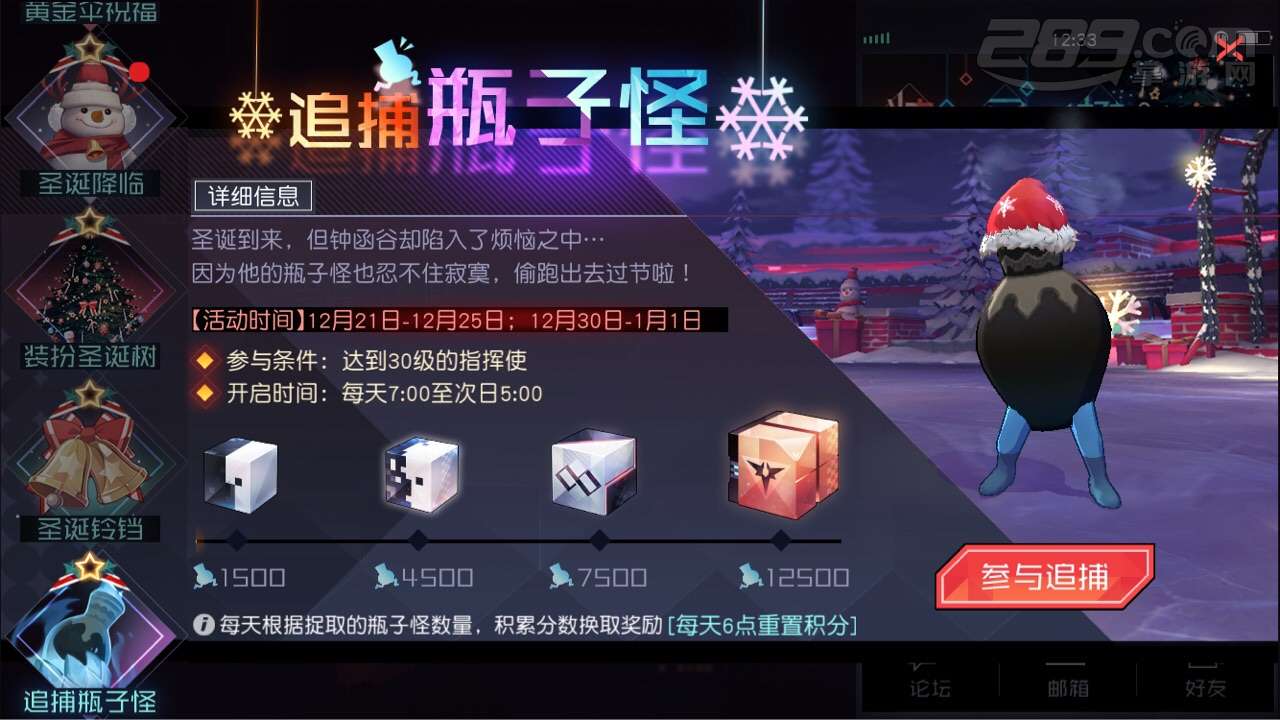 黄金伞祝福
圣诞降临
装扮圣诞树
圣诞铃铛
追捕瓶子怪
追捕瓶子怪
详细信息
圣诞到来，但钟函谷却陷入了烦恼之中…
因为他的瓶子怪也忍不住寂寞，偷跑出去过节啦！
【活动时间】12月21日-12月25日；12月30日-1月1日
参与条件：达到30级的指挥使
开启时间：每天7:00至次日5:00
1500
4500
7500
12500
每天根据捉取的瓶子怪数量，积累分数换取奖励[每天6点重置积分]
12:33
289.com
掌游网
参与追捕
论坛
邮箱
好友